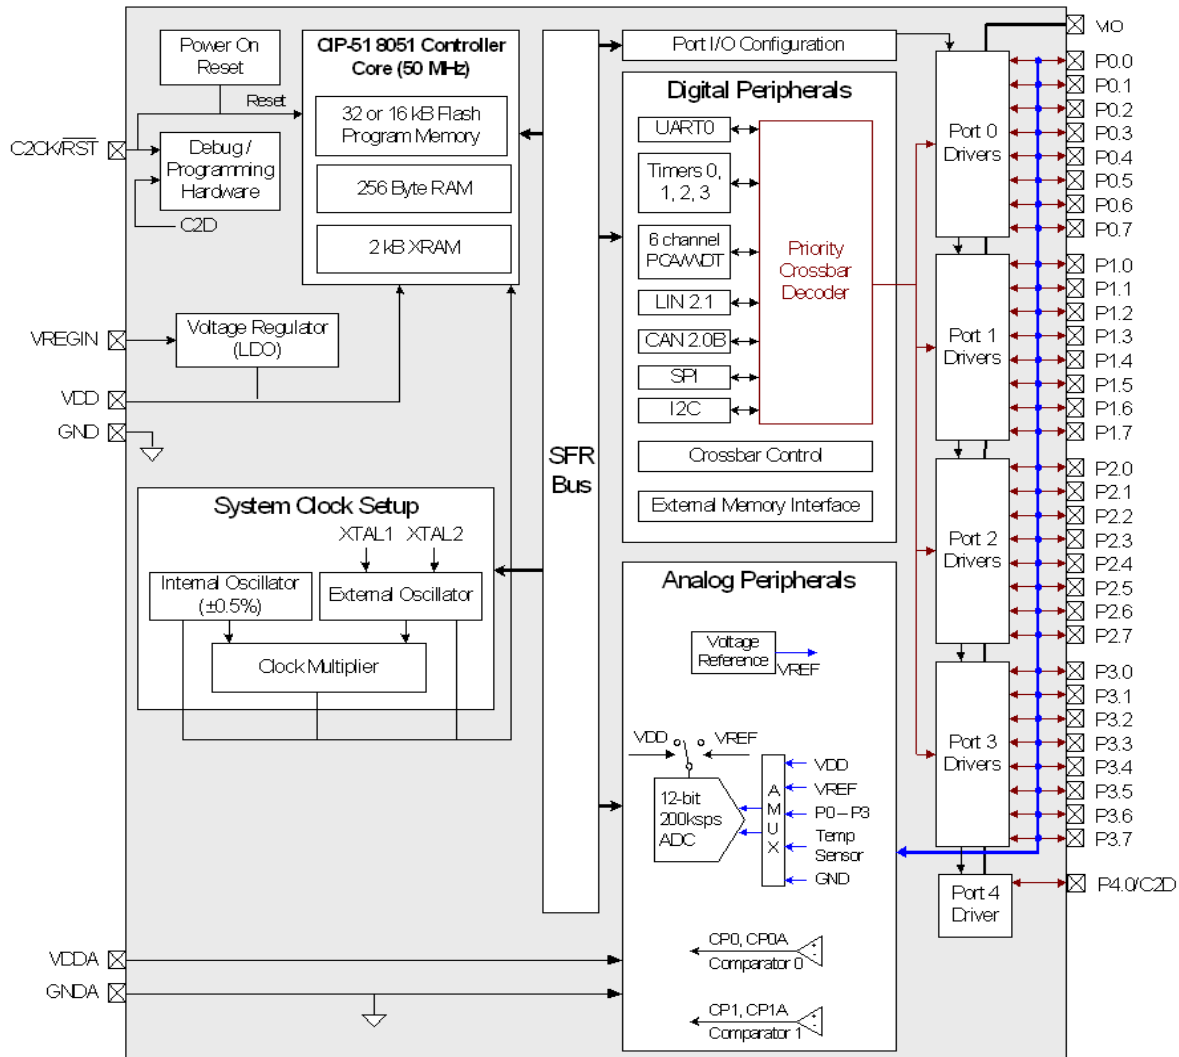 Power On
Reset
Reset
C2CK/RST
Debug /
Programming
Hardware
C2D
CIP-51 8051 Controller
Core (50 MHz)
32 or 16 kB Flash
Program Memory
256 Byte RAM
2 kB XRAM
VREGIN
Voltage Regulator
(LDO)
VDD
GND
System Clock Setup
XTAL1
XTAL2
Internal Oscillator
(±0.5%)
External Oscillator
Clock Multiplier
VDDA
GNDA
SFR
Bus
Port I/O Configuration
Digital Peripherals
UART0
Timers 0,
1, 2, 3
6 channel
PCA/WDT
LIN 2.1
CAN 2.0B
SPI
I2C
Priority
Crossbar
Decoder
Crossbar Control
External Memory Interface
Analog Peripherals
Voltage
Reference
VREF
VDD
VREF
12-bit
200ksps
ADC
A
M
U
X
VDD
VREF
P0 – P3
Temp
Sensor
GND
CP0, CP0A
Comparator 0
CP1, CP1A
Comparator 1
Port 0
Drivers
Port 1
Drivers
Port 2
Drivers
Port 3
Drivers
Port 4
Driver
VIO
P0.0
P0.1
P0.2
P0.3
P0.4
P0.5
P0.6
P0.7
P1.0
P1.1
P1.2
P1.3
P1.4
P1.5
P1.6
P1.7
P2.0
P2.1
P2.2
P2.3
P2.4
P2.5
P2.6
P2.7
P3.0
P3.1
P3.2
P3.3
P3.4
P3.5
P3.6
P3.7
P4.0/C2D